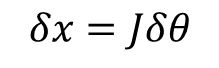 𝛿𝑥 = 𝐽𝛿𝜃